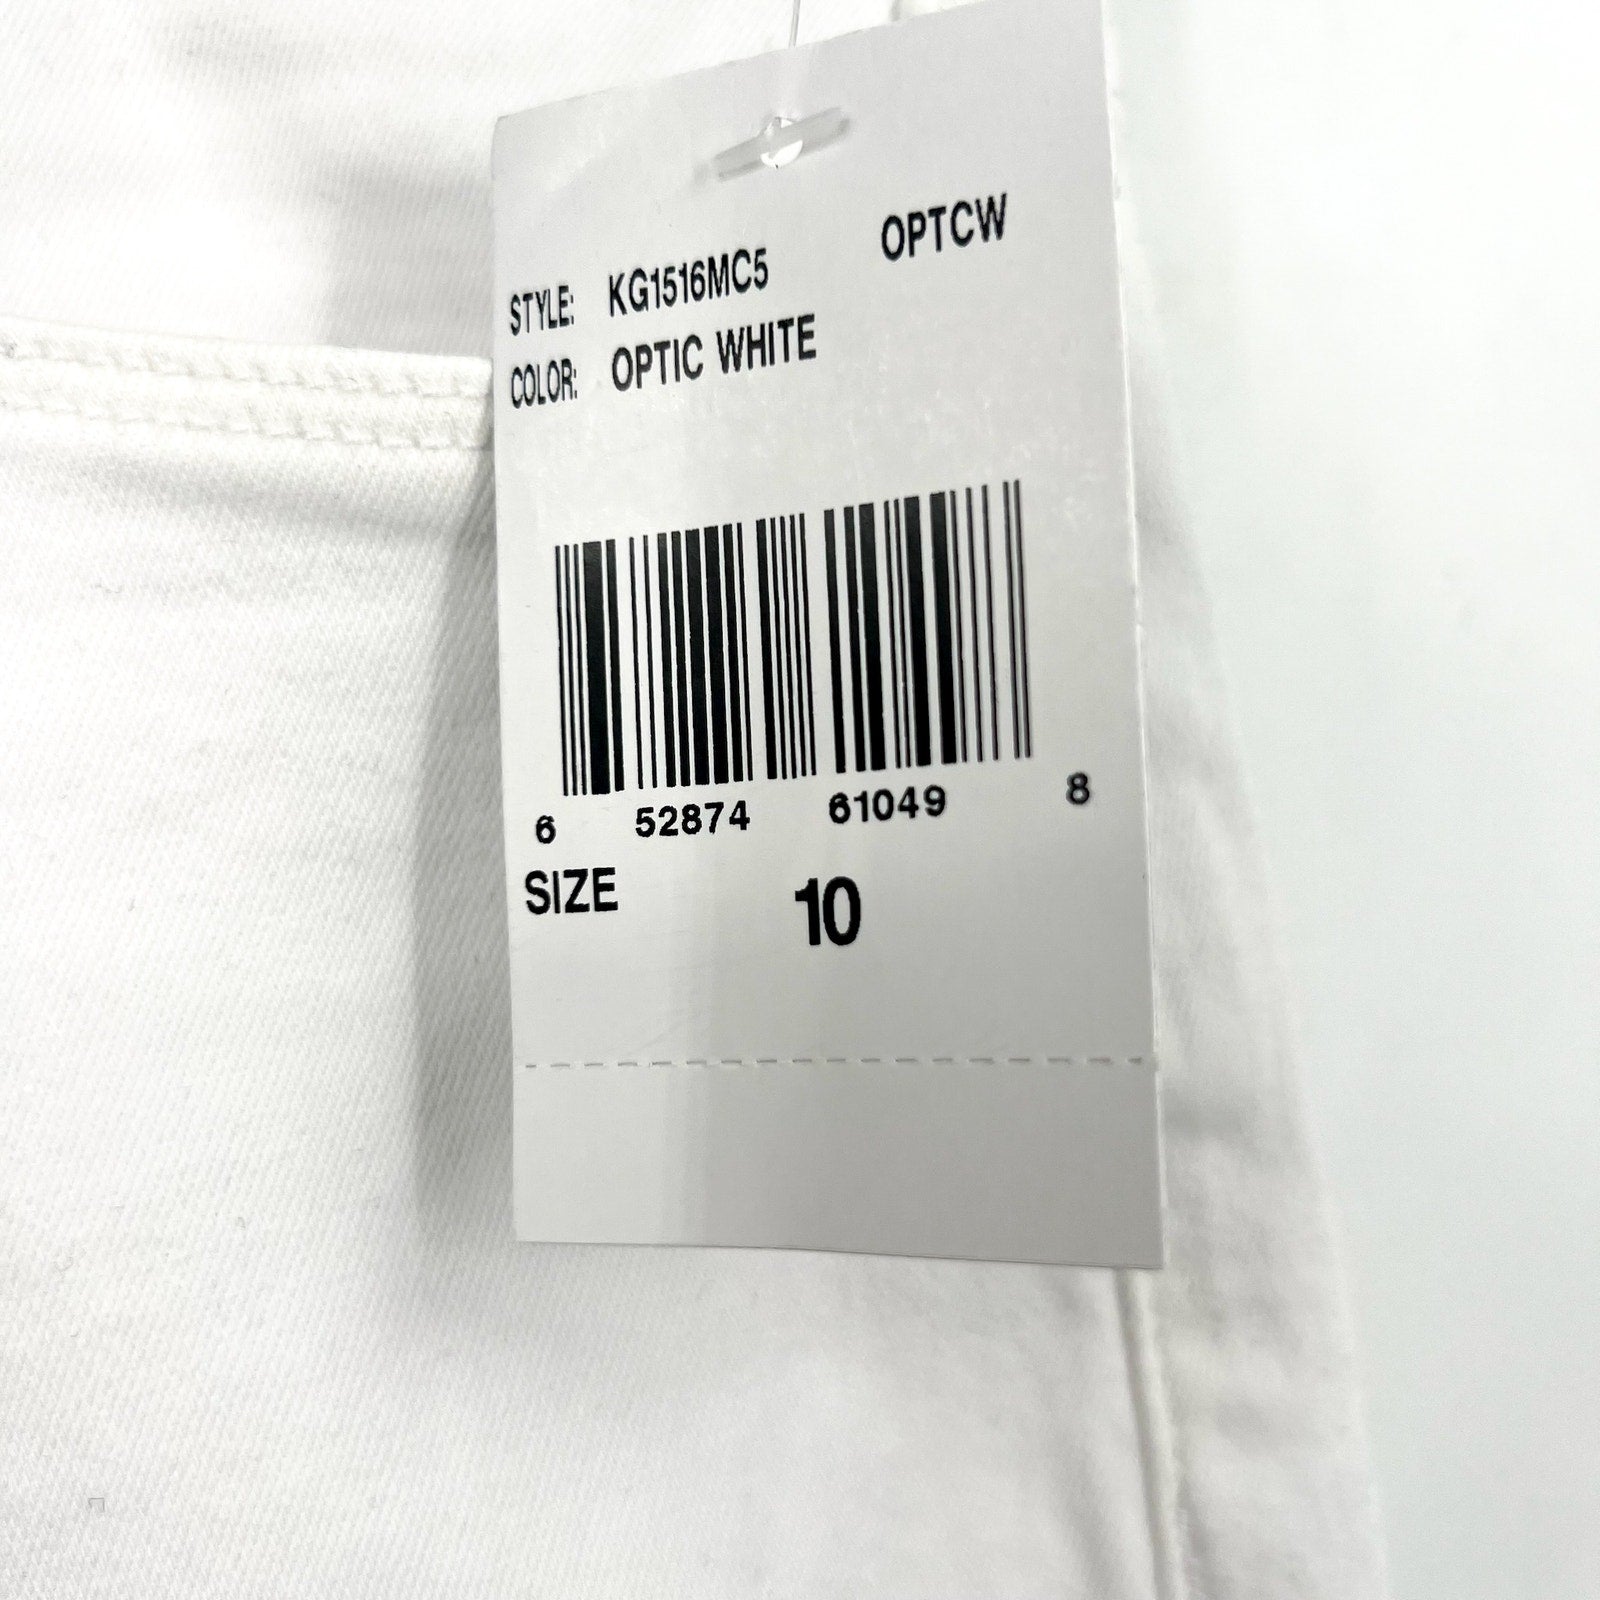 OPTCW
STYLE: KG1516MC5
COLOR: OPTIC WHITE
6 52874 61049 8
SIZE 10